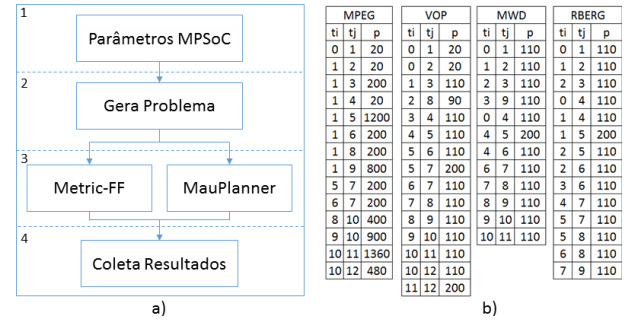 1
Parâmetros MPSoC
2
Gera Problema
3
Metric-FF
MauPlanner
4
Coleta Resultados
a)
MPEG
ti tj p
0 1 20
1 2 20
1 3 200
1 4 20
1 5 1200
1 6 200
1 8 200
1 9 800
5 7 200
6 7 200
8 10 400
9 10 900
10 11 1360
10 12 480
VOP
ti tj p
0 1 20
0 2 20
1 3 110
2 8 90
3 4 110
4 5 110
5 6 110
5 7 200
6 7 110
7 8 110
8 9 110
9 10 110
10 11 110
10 12 110
11 12 200
MWD
ti tj p
0 1 110
1 2 110
2 3 110
3 9 110
0 4 110
4 5 200
4 6 110
6 7 110
7 8 110
8 9 110
9 10 110
10 11 110
RBERG
ti tj p
0 1 110
1 2 110
2 3 110
0 4 110
1 4 110
1 5 200
2 5 110
2 6 110
3 6 110
4 7 110
5 7 110
5 8 110
6 8 110
7 9 110
b)